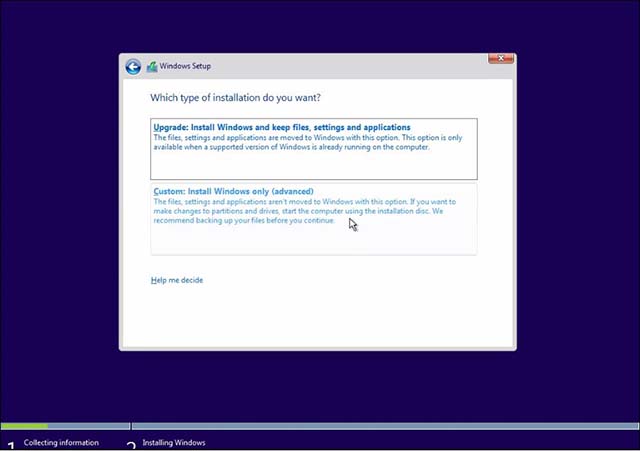 Windows Setup
Which type of installation do you want?
Upgrade: Install Windows and keep files, settings and applications
The files, settings and applications are moved to Windows with this option. This option is only
available when a supported version of Windows is already running on the computer.
Custom: Install Windows only (advanced)
The files, settings and applications aren't moved to Windows with this option. If you want to
make changes to partitions and drives, start the computer using the installation disc. We
recommend backing up your files before you continue.
Help me decide
1 Collecting information 2 Installing Windows